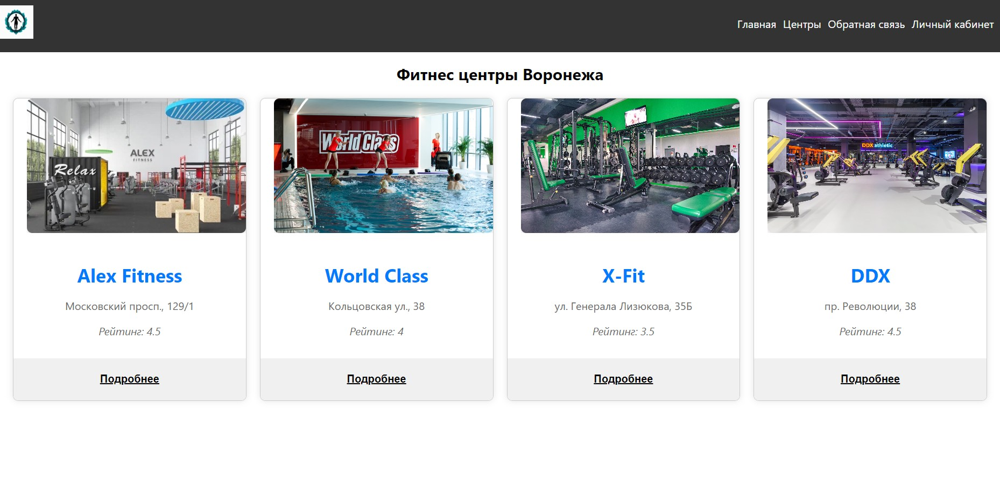 Главная Центры Обратная связь Личный кабинет
Фитнес центры Воронежа
ALEX
FITNESS
Relax
World Class
DDX athletic
Alex Fitness
Московский просп., 129/1
Рейтинг: 4.5
Подробнее
World Class
Кольцовская ул., 38
Рейтинг: 4
Подробнее
X-Fit
ул. Генерала Лизюкова, 35Б
Рейтинг: 3.5
Подробнее
DDX
пр. Революции, 38
Рейтинг: 4.5
Подробнее